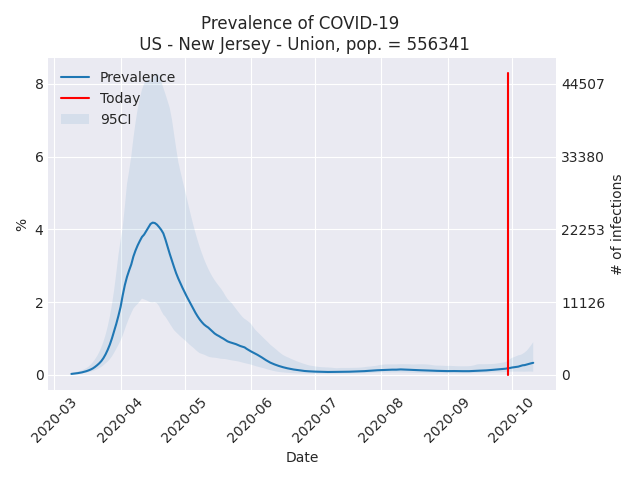 Prevalence of COVID-19
US - New Jersey - Union, pop. = 556341
Prevalence
Today
95CI
8
6
4
2
0
%
44507
33380
22253
11126
0
# of infections
2020-03
2020-04
2020-05
2020-06
2020-07
2020-08
2020-09
2020-10
Date